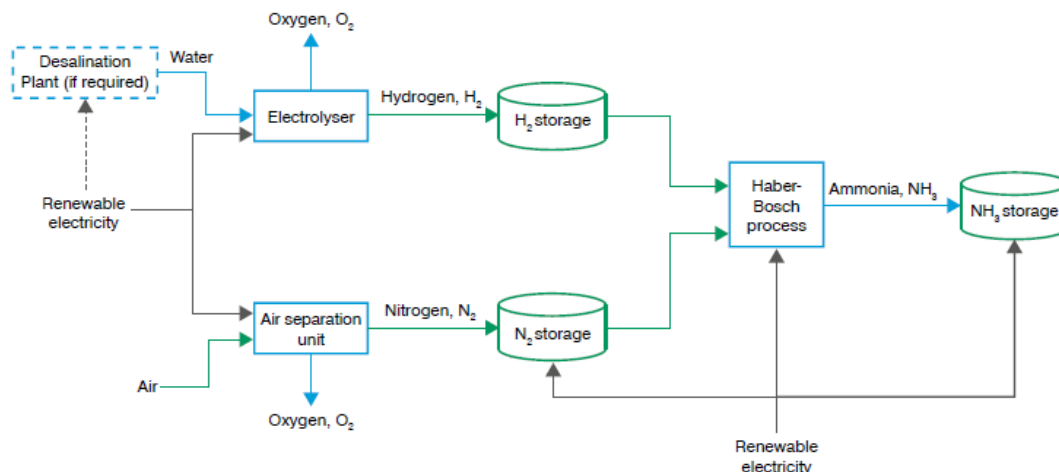 Oxygen, O₂
Desalination
Plant (if required)
Water
Electrolyser
Hydrogen, H₂
H₂ storage
Renewable
electricity
Haber-
Bosch
process
Ammonia, NH₃
NH₃ storage
Air separation
unit
Nitrogen, N₂
N₂ storage
Air
Oxygen, O₂
Renewable
electricity